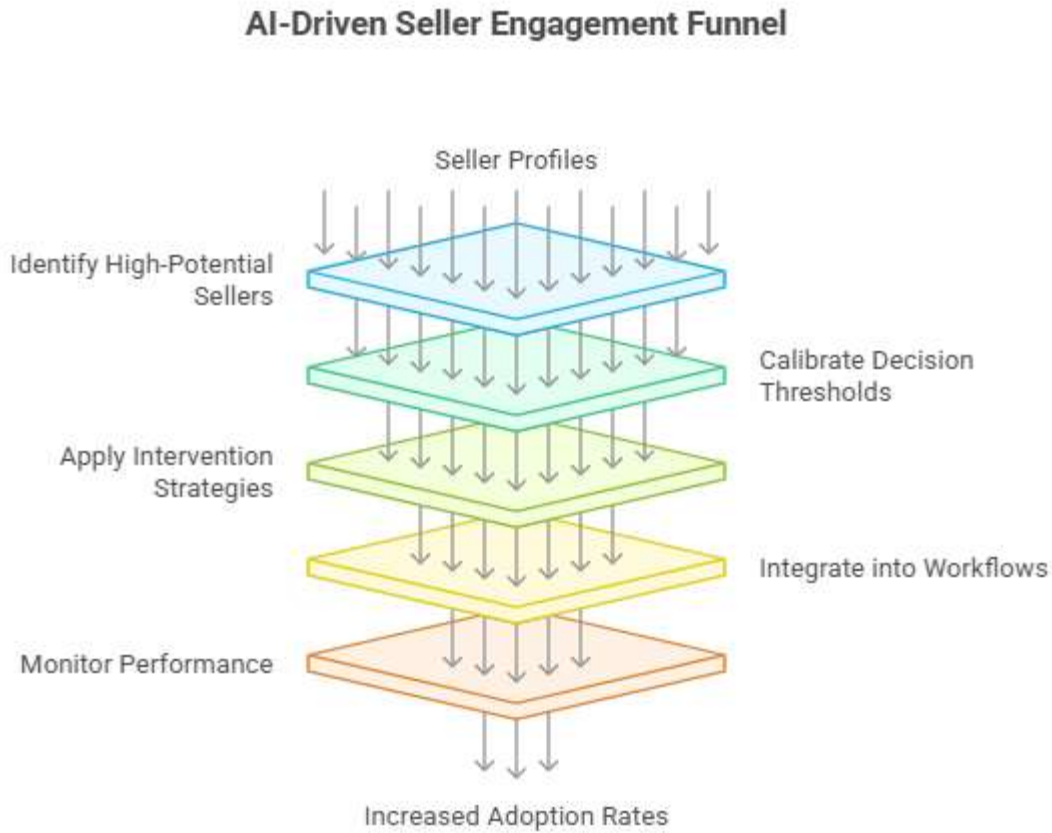 AI-Driven Seller Engagement Funnel
Seller Profiles
Identify High-Potential
Sellers
Calibrate Decision
Thresholds
Apply Intervention
Strategies
Integrate into Workflows
Monitor Performance
Increased Adoption Rates